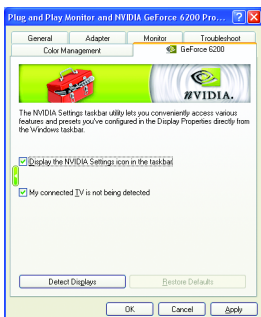 Plug and Play Monitor and NVIDIA GeForce 6200 Pro...
General Adapter Monitor Troubleshoot
Color Management GeForce 6200
nVIDIA.
The NVIDIA Settings taskbar utility lets you conveniently access various
features and presets you've configured in the Display Properties directly from
the Windows taskbar.
Display the NVIDIA Settings icon in the taskbar
My connected TV is not being detected
Detect Displays Restore Defaults
OK Cancel Apply